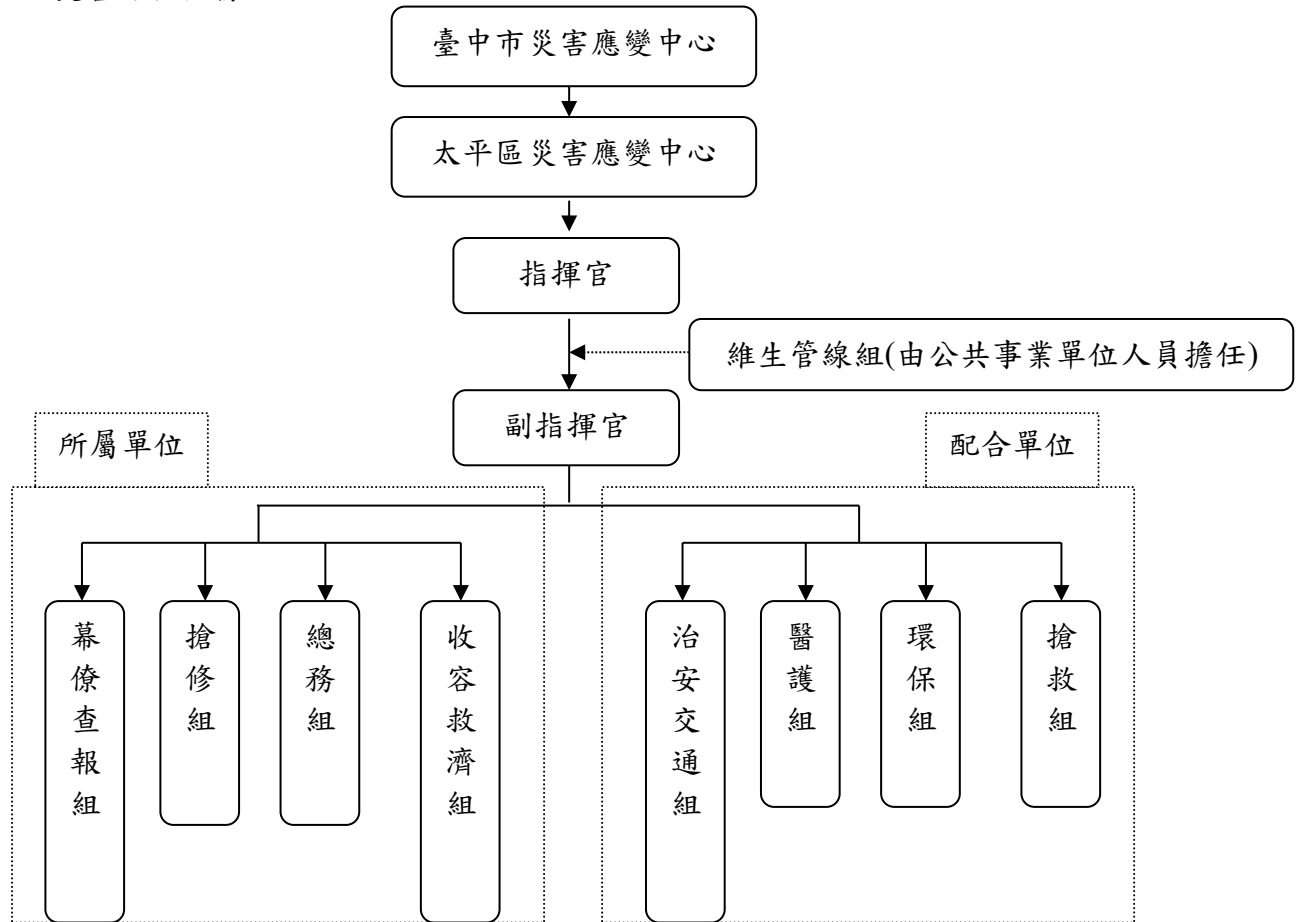 臺中市災害應變中心
太平區災害應變中心
指揮官
維生管線組(由公共事業單位人員擔任)
副指揮官
所屬單位
配合單位
幕僚查報組
搶修組
總務組
收容救濟組
治安交通組
醫護組
環保組
搶救組